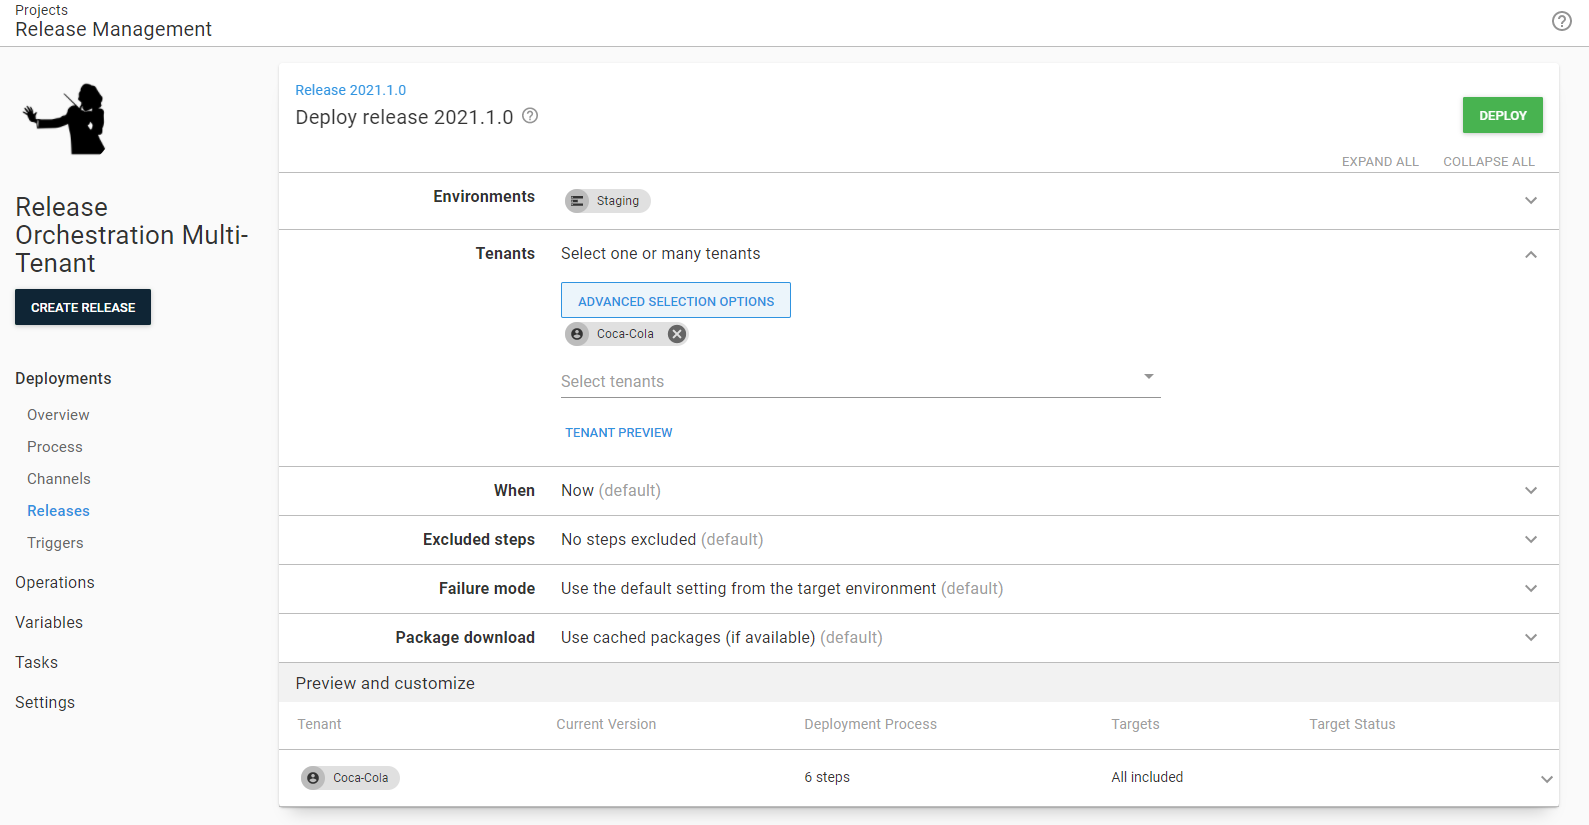 Projects
Release Management
Release
Orchestration Multi-
Tenant
CREATE RELEASE
Deployments
Overview
Process
Channels
Releases
Triggers
Operations
Variables
Tasks
Settings
Release 2021.1.0
Deploy release 2021.1.0
DEPLOY
EXPAND ALL COLLAPSE ALL
Environments Staging
Tenants Select one or many tenants
ADVANCED SELECTION OPTIONS
Coca-Cola
Select tenants
TENANT PREVIEW
When Now (default)
Excluded steps No steps excluded (default)
Failure mode Use the default setting from the target environment (default)
Package download Use cached packages (if available) (default)
Preview and customize
Tenant Current Version Deployment Process Targets Target Status
Coca-Cola 6 steps All included